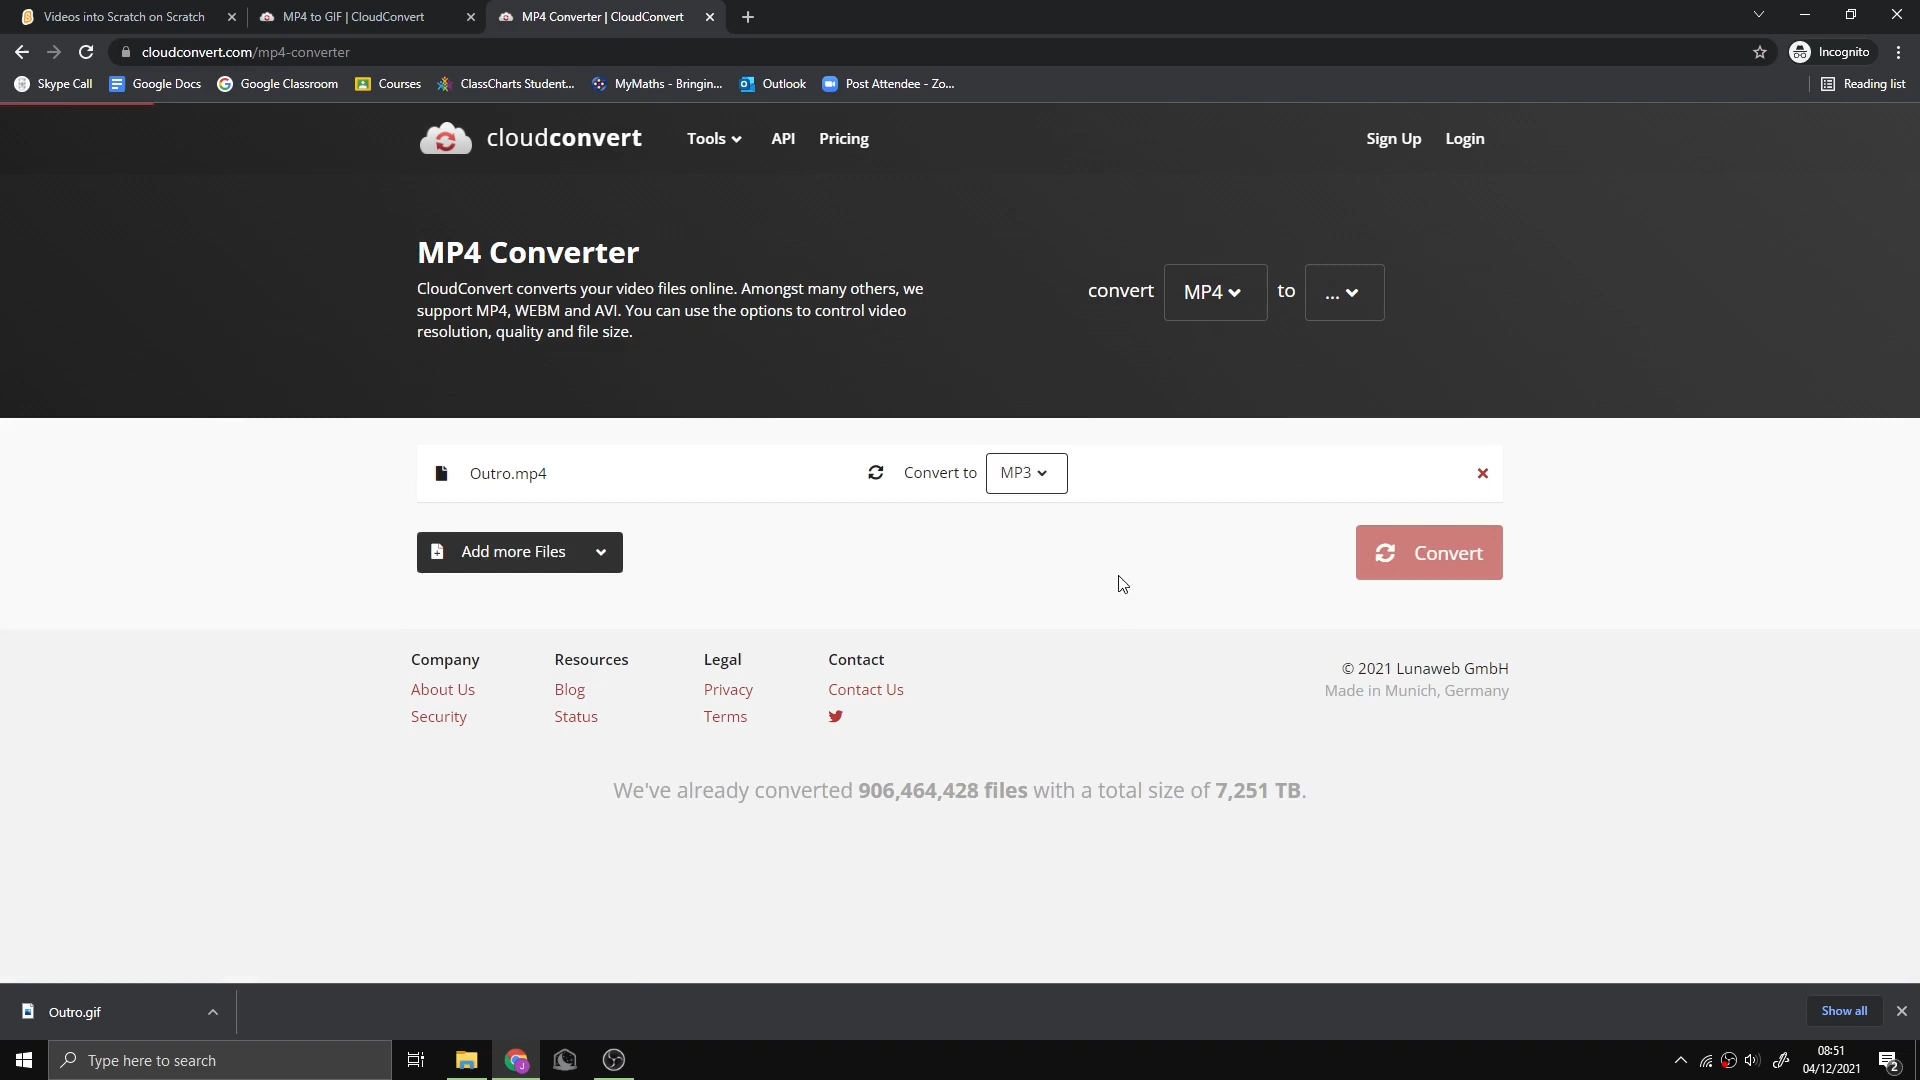 Videos into Scratch on Scratch
MP4 to GIF | CloudConvert
MP4 Converter | CloudConvert
cloudconvert.com/mp4-converter
Incognito
Skype Call
Google Docs
Google Classroom
Courses
ClassCharts Student...
MyMaths - Bringin...
Outlook
Post Attendee - Zo...
Reading list
cloudconvert
Tools
API
Pricing
Sign Up
Login
MP4 Converter
CloudConvert converts your video files online. Amongst many others, we
support MP4, WEBM and AVI. You can use the options to control video
resolution, quality and file size.
convert MP4 to ...
Outro.mp4
Convert to MP3
Add more Files
Convert
Company
Resources
Legal
Contact
About Us
Blog
Privacy
Contact Us
Security
Status
Terms
© 2021 Lunaweb GmbH
Made in Munich, Germany
We've already converted 906,464,428 files with a total size of 7,251 TB.
Outro.gif
Show all
Type here to search
08:51
04/12/2021
2